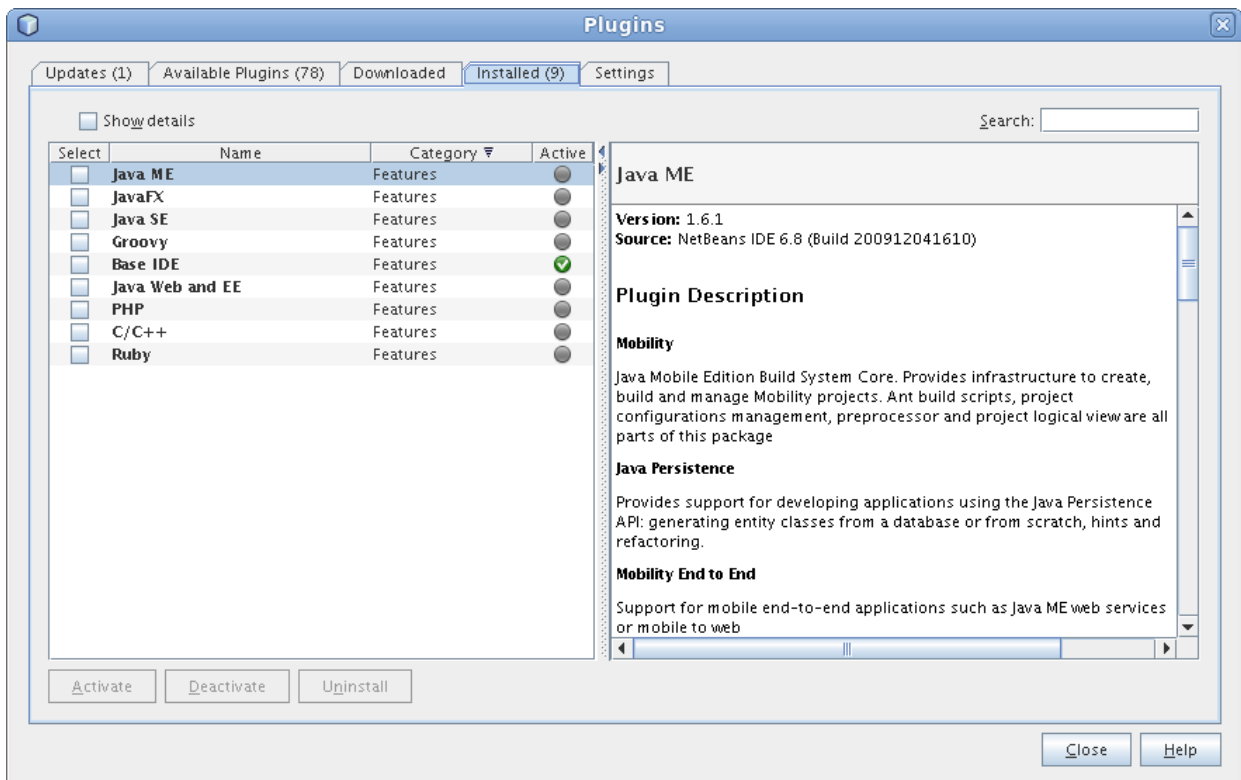 Plugins
Updates (1) Available Plugins (78) Downloaded Installed (9) Settings
Show details Search:
Select Name Category Active
Java ME Features
JavaFX Features
Java SE Features
Groovy Features
Base IDE Features
Java Web and EE Features
PHP Features
C/C++ Features
Ruby Features
Java ME
Version: 1.6.1
Source: NetBeans IDE 6.8 (Build 200912041610)
Plugin Description
Mobility
Java Mobile Edition Build System Core. Provides infrastructure to create,
build and manage Mobility projects. Ant build scripts, project
configurations management, preprocessor and project logical view are all
parts of this package
Java Persistence
Provides support for developing applications using the Java Persistence
API: generating entity classes from a database or from scratch, hints and
refactoring.
Mobility End to End
Support for mobile end-to-end applications such as Java ME web services
or mobile to web
Activate Deactivate Uninstall
Close Help